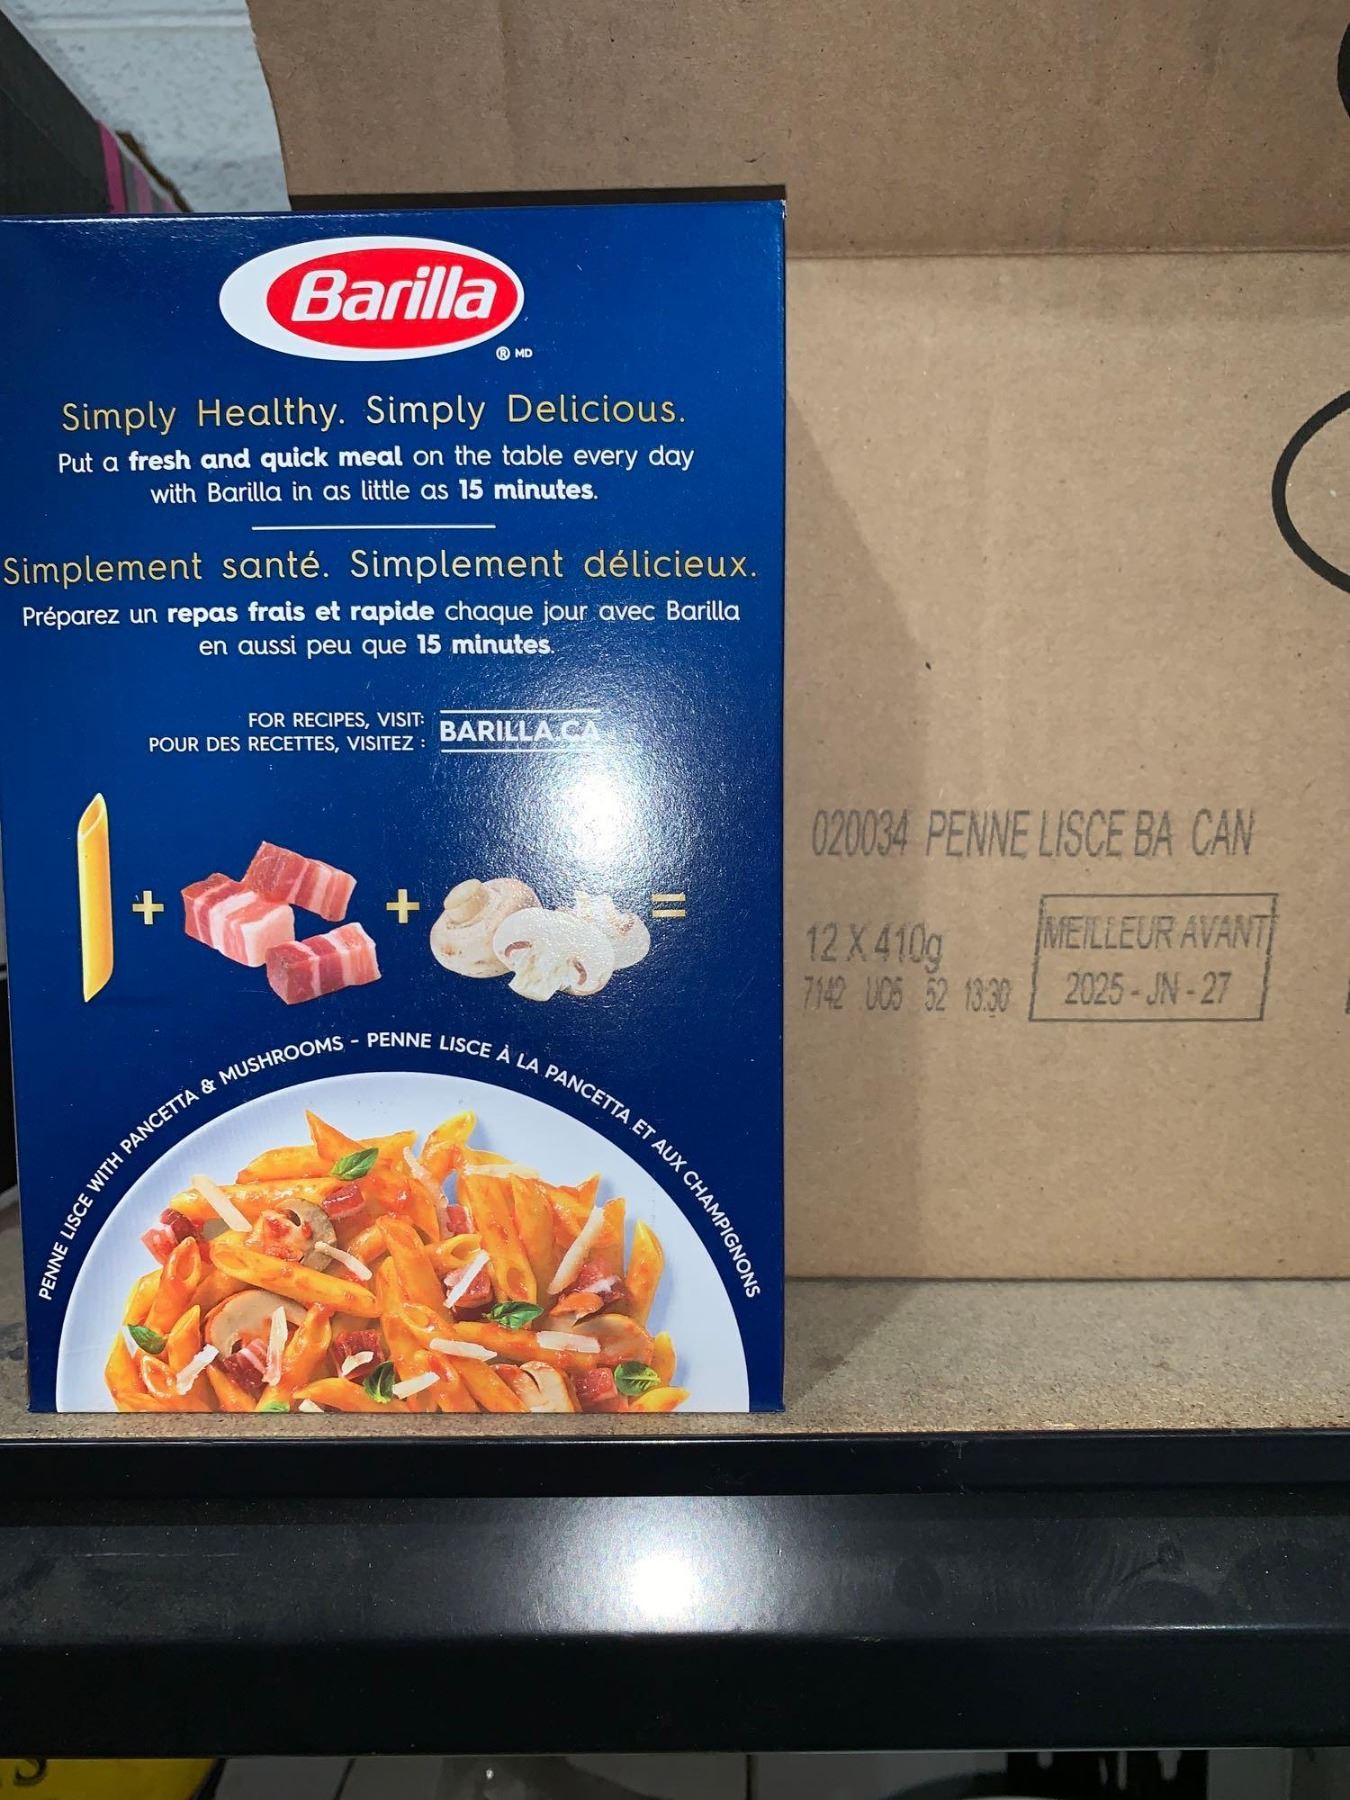 Barilla
® MD
Simply Healthy. Simply Delicious.
Put a fresh and quick meal on the table every day
with Barilla in as little as 15 minutes.
Simplement santé. Simplement délicieux.
Préparez un repas frais et rapide chaque jour avec Barilla
en aussi peu que 15 minutes.
FOR RECIPES, VISIT:
POUR DES RECETTES, VISITEZ :
BARILLA.CA
+ + =
PENNE LISCE WITH PANCETTA & MUSHROOMS - PENNE LISCE À LA PANCETTA ET AUX CHAMPIGNONS
020034 PENNE LISCE BA CAN
12 X 410g
7142 UC5 52 13:30
MEILLEUR AVANT
2025 - JN - 27